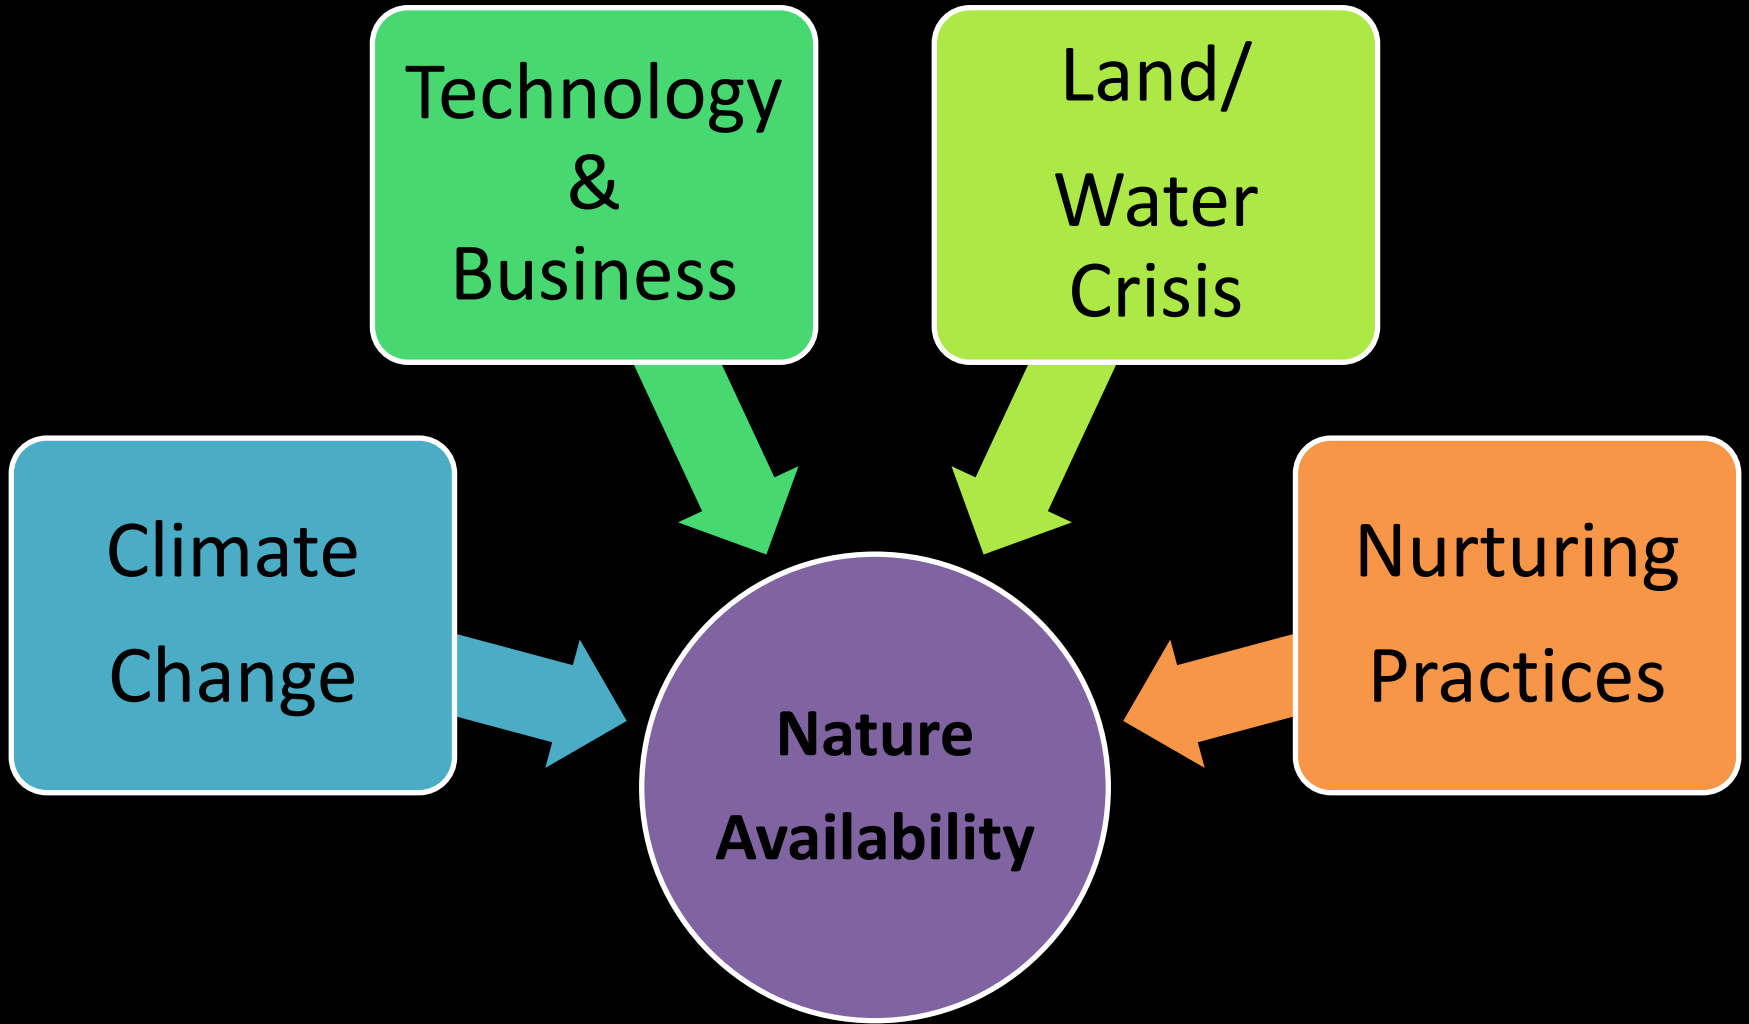 Technology
&
Business
Land/
Water
Crisis
Climate
Change
Nurturing
Practices
Nature
Availability